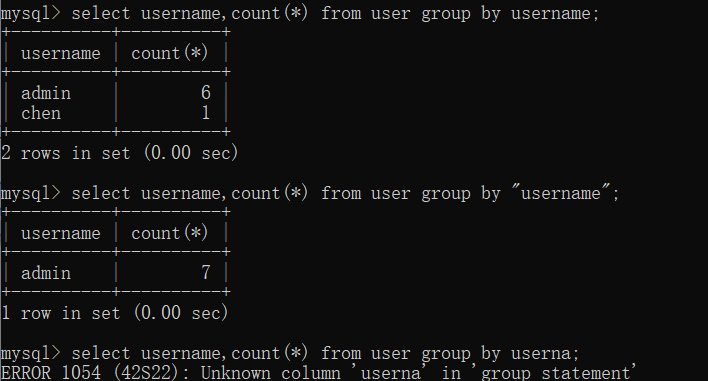 mysql> select username,count(*) from user group by username;
+----------+----------+
| username | count(*) |
+----------+----------+
| admin    |        6 |
| chen     |        1 |
+----------+----------+
2 rows in set (0.00 sec)
mysql> select username,count(*) from user group by "username";
+----------+----------+
| username | count(*) |
+----------+----------+
| admin    |        7 |
+----------+----------+
1 row in set (0.00 sec)
mysql> select username,count(*) from user group by userna;
ERROR 1054 (42S22): Unknown column 'userna' in 'group statement'